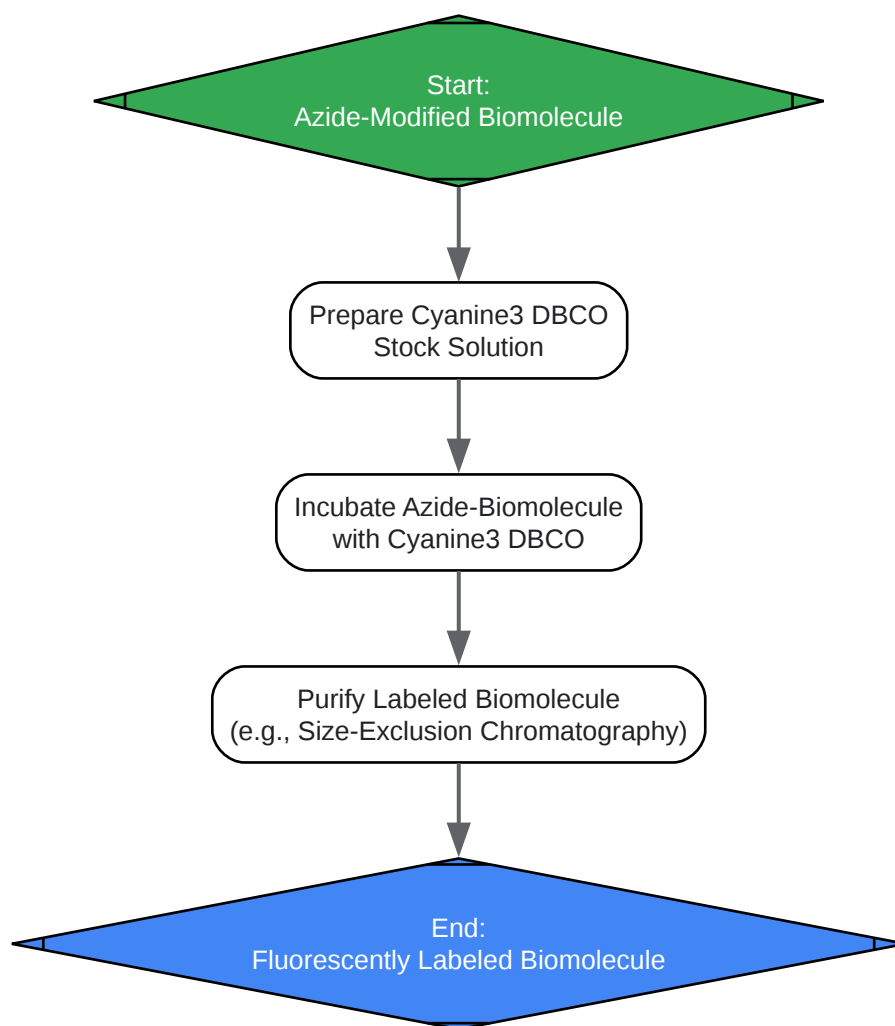 Start:
Azide-Modified Biomolecule
Prepare Cyanine3 DBCO
Stock Solution
Incubate Azide-Biomolecule
with Cyanine3 DBCO
Purify Labeled Biomolecule
(e.g., Size-Exclusion Chromatography)
End:
Fluorescently Labeled Biomolecule